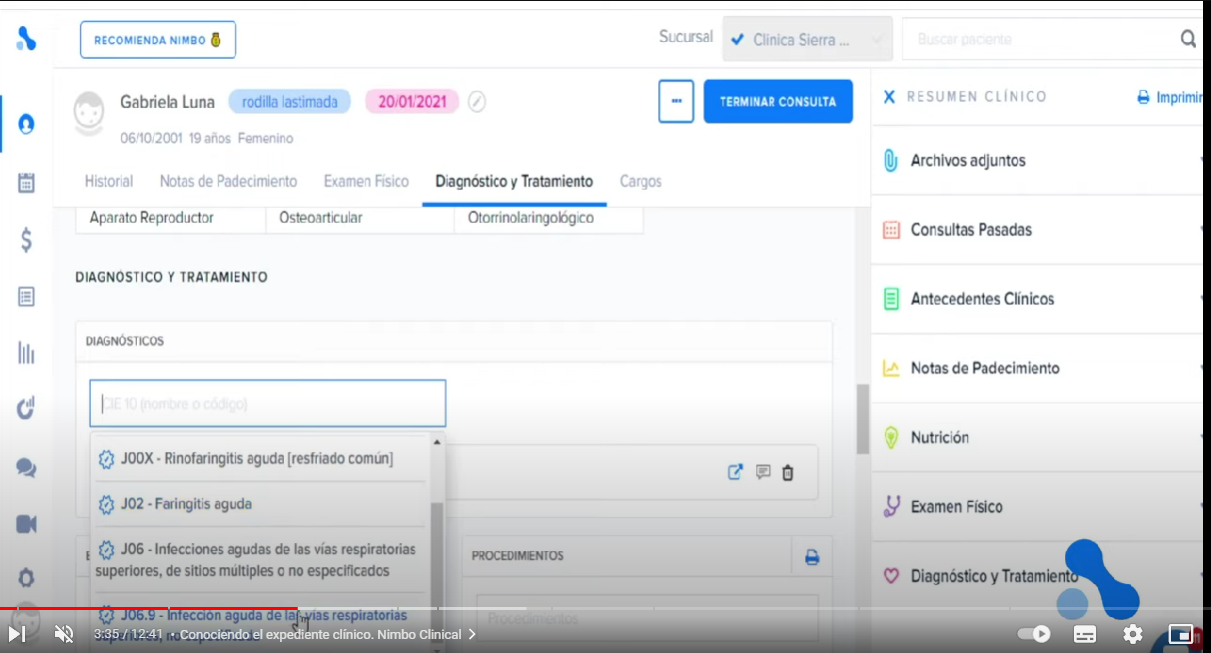 RECOMIENDA NIMBO
Sucursal
Clinica Sierra ...
Buscar paciente
Gabriela Luna
rodilla lastimada
20/01/2021
TERMINAR CONSULTA
06/10/2001 19 años Femenino
X RESUMEN CLÍNICO
Imprimir
Historial
Notas de Padecimiento
Examen Físico
Diagnóstico y Tratamiento
Cargos
Aparato Reproductor
Osteoarticular
Otorrinolaringológico
DIAGNÓSTICO Y TRATAMIENTO
DIAGNÓSTICOS
CIE 10 (nombre o código)
J00X - Rinofaringitis aguda [resfriado común]
J02 - Faringitis aguda
J06 - Infecciones agudas de las vías respiratorias
superiores, de sitios múltiples o no especificados
J06.9 - Infección aguda de las vías respiratorias
PROCEDIMIENTOS
Procedimientos
Archivos adjuntos
Consultas Pasadas
Antecedentes Clínicos
Notas de Padecimiento
Nutrición
Examen Físico
Diagnóstico y Tratamiento
3:35 / 12:41 • Conociendo el expediente clínico. Nimbo Clinical